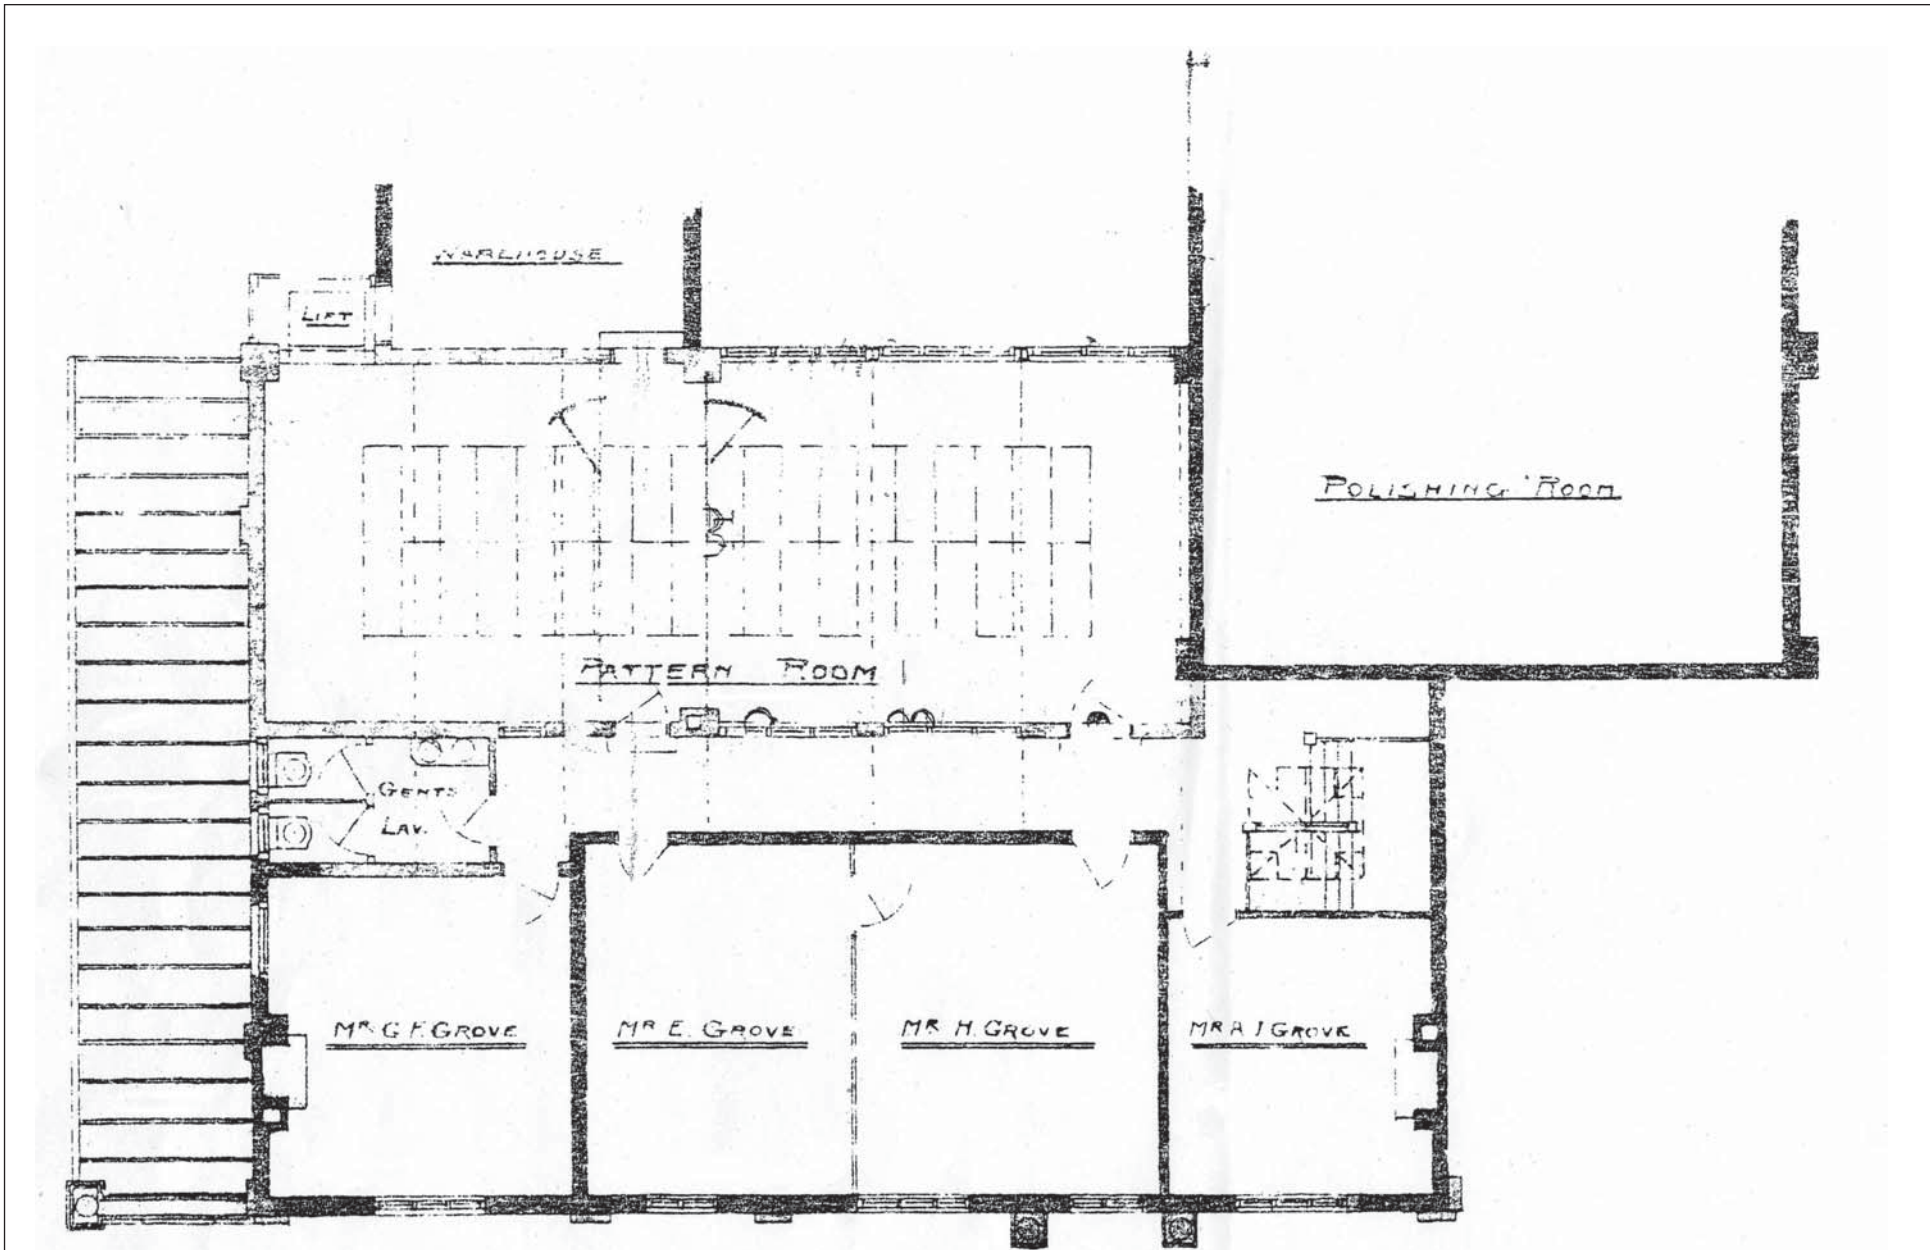 WAREHOUSE
LIFT
POLISHING ROOM
PATTERN ROOM
GENTS
LAV.
MR G F. GROVE
MR E. GROVE
MR H. GROVE
MR A J GROVE